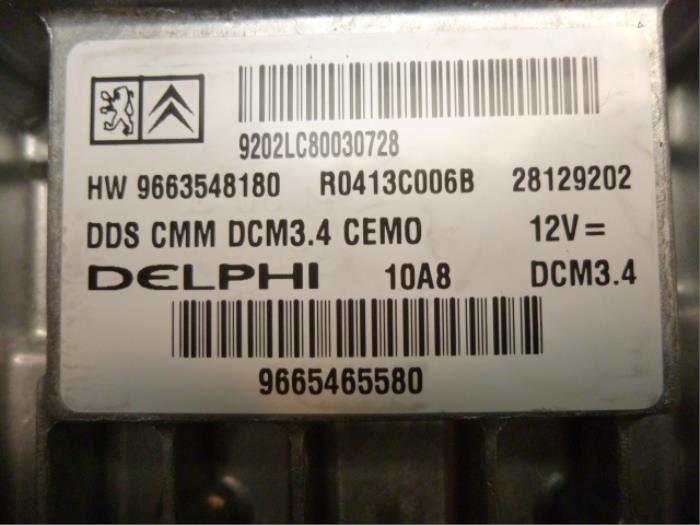 9202LC80030728
HW 9663548180 R0413C006B 28129202
DDS CMM DCM3.4 CEMO 12V=
DELPHI 10A8 DCM3.4
9665465580